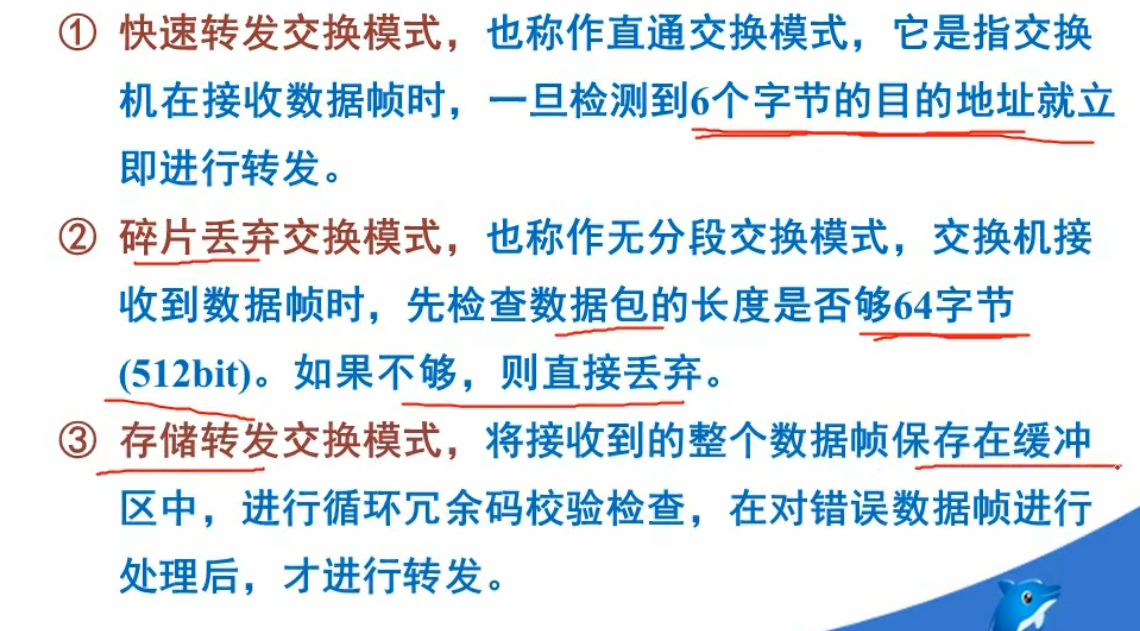 ① 快速转发交换模式，也称作直通交换模式，它是指交换
机在接收数据帧时，一旦检测到6个字节的目的地址就立
即进行转发。
② 碎片丢弃交换模式，也称作无分段交换模式，交换机接
收到数据帧时，先检查数据包的长度是否够64字节
(512bit)。如果不够，则直接丢弃。
③ 存储转发交换模式，将接收到的整个数据帧保存在缓冲
区中，进行循环冗余码校验检查，在对错误数据帧进行
处理后，才进行转发。